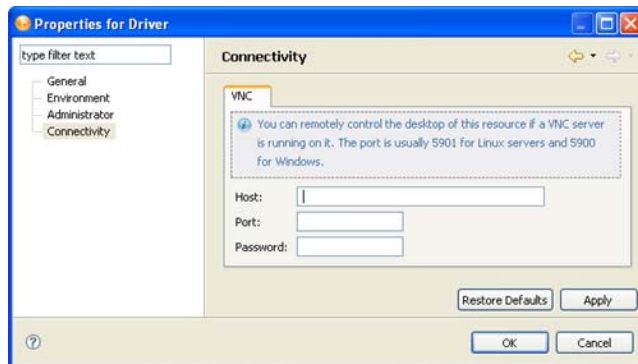 Properties for Driver
type filter text
General
Environment
Administrator
Connectivity
Connectivity
VNC
You can remotely control the desktop of this resource if a VNC server
is running on it. The port is usually 5901 for Linux servers and 5900
for Windows.
Host:
Port:
Password:
Restore Defaults
Apply
OK
Cancel